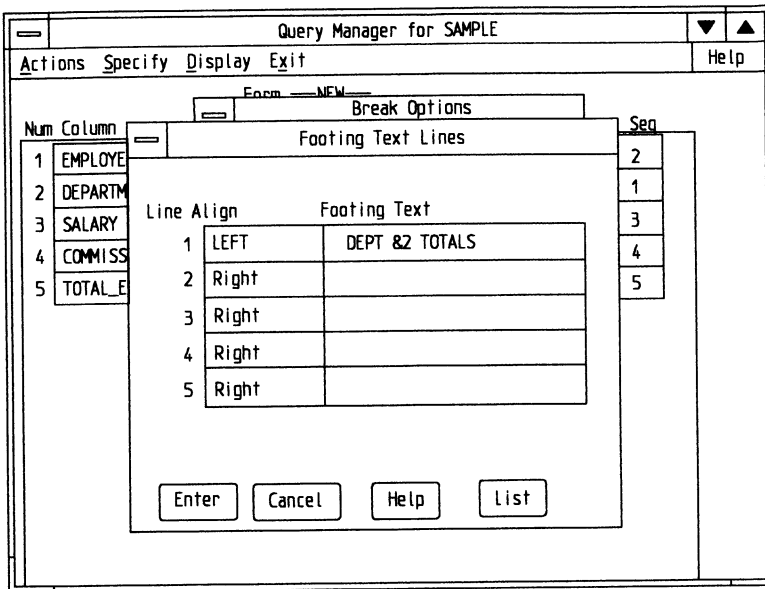 Query Manager for SAMPLE
Actions Specify Display Exit Help
Form NEW
Break Options
Num Column Seq
Footing Text Lines
1 EMPLOYE 2
2 DEPARTM 1
3 SALARY 3
4 COMMISS 4
5 TOTAL_E 5
Line Align Footing Text
1 LEFT DEPT &2 TOTALS
2 Right
3 Right
4 Right
5 Right
Enter Cancel Help List